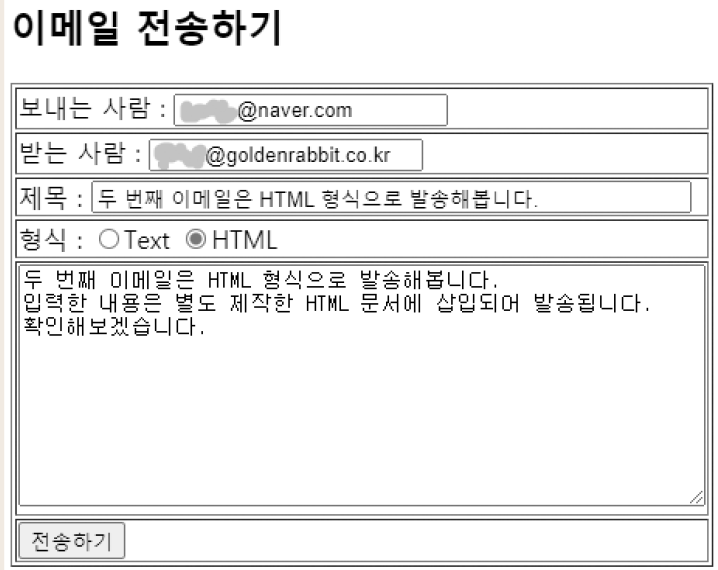 이메일 전송하기
보내는 사람 : @naver.com
받는 사람 : @goldenrabbit.co.kr
제목 : 두 번째 이메일은 HTML 형식으로 발송해봅니다.
형식 : Text HTML
두 번째 이메일은 HTML 형식으로 발송해봅니다.
입력한 내용은 별도 제작한 HTML 문서에 삽입되어 발송됩니다.
확인해보겠습니다.
전송하기